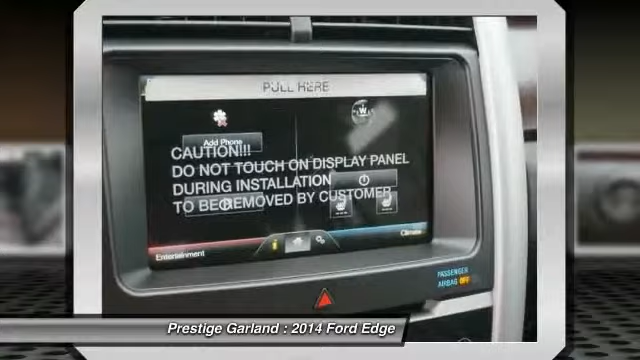 PULL HERE
Add Phone
CAUTION!!!
DO NOT TOUCH ON DISPLAY PANEL
DURING INSTALLATION
TO BE REMOVED BY CUSTOMER
Entertainment
Climate
i
PASSENGER
AIRBAG OFF
Prestige Garland : 2014 Ford Edge